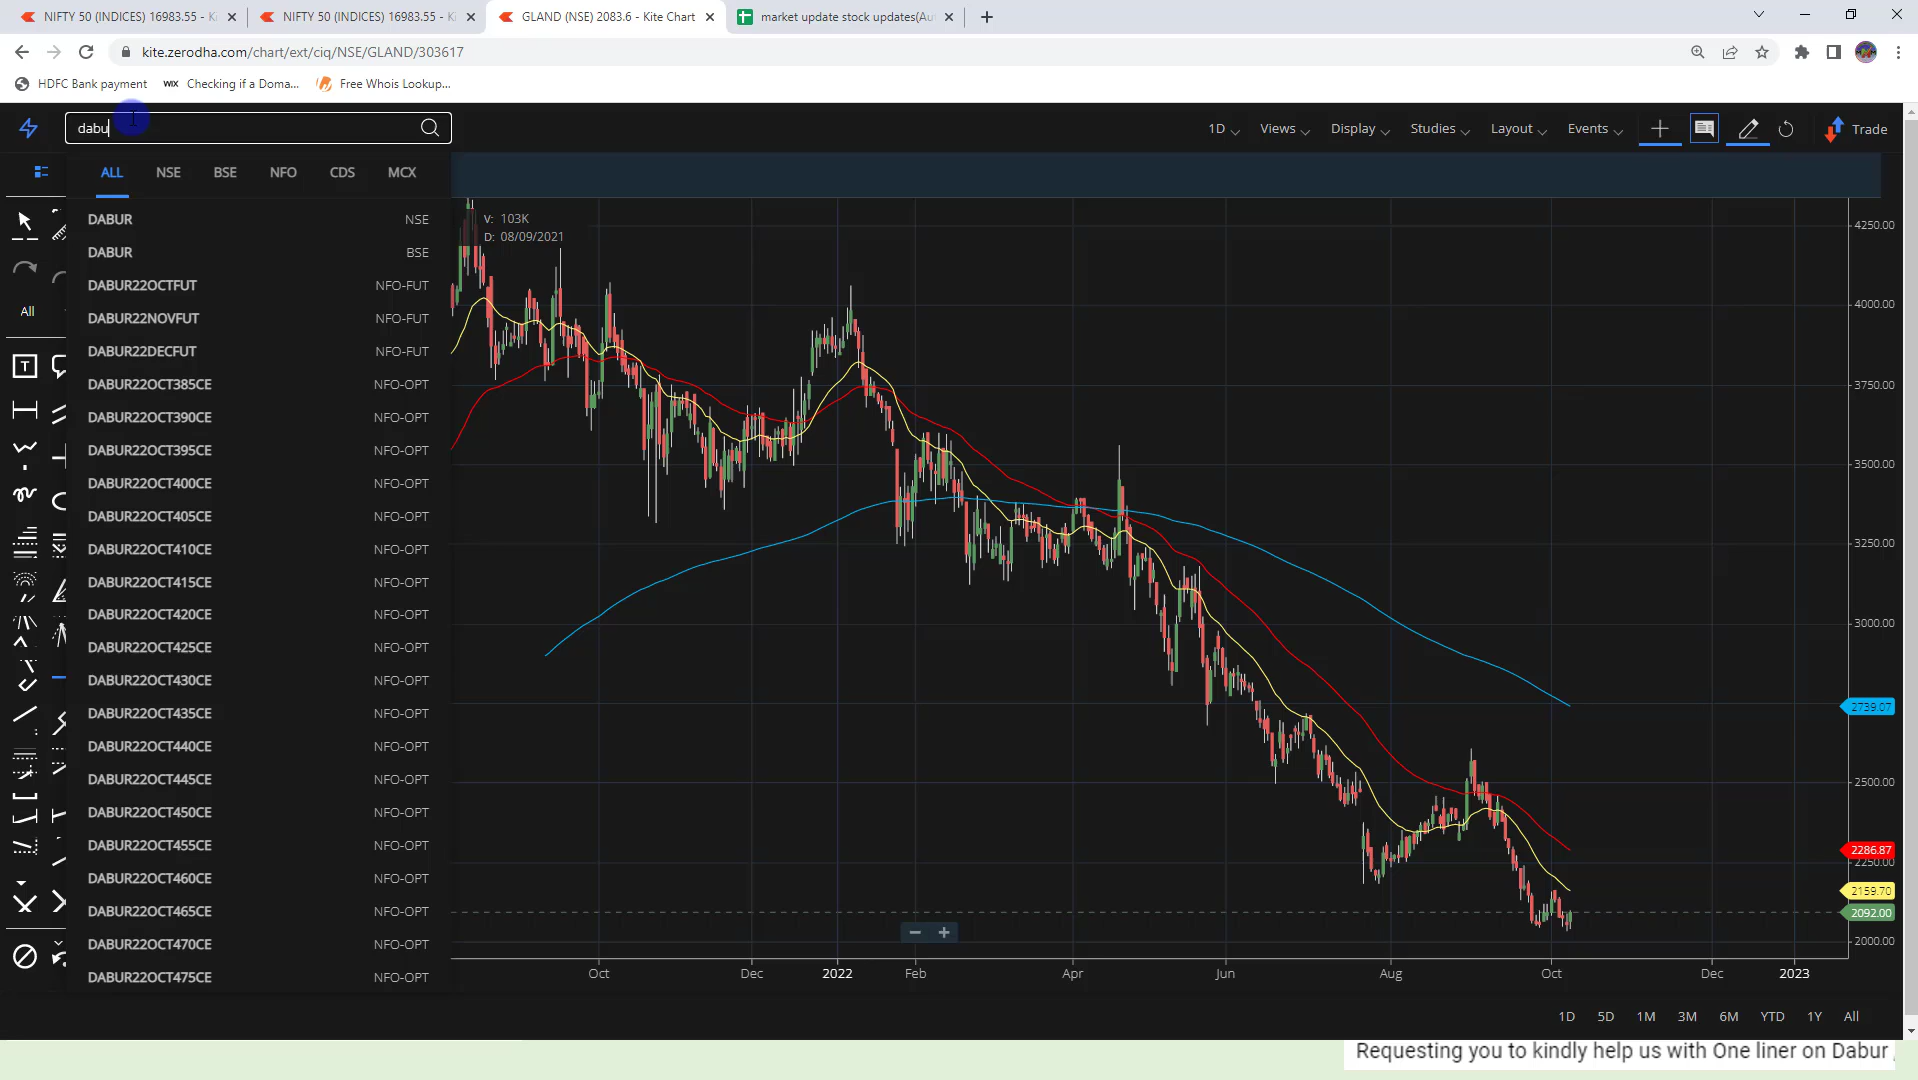 NIFTY 50 (INDICES) 16983.55 - K
NIFTY 50 (INDICES) 16983.55 - K
GLAND (NSE) 2083.6 - Kite Chart
market update stock updates(Au
kite.zerodha.com/chart/ext/ciq/NSE/GLAND/303617
HDFC Bank payment
WIX Checking if a Doma...
Free Whois Lookup...
dabu
1D
Views
Display
Studies
Layout
Events
Trade
ALL NSE BSE NFO CDS MCX
DABUR NSE
DABUR BSE
DABUR22OCTFUT NFO-FUT
DABUR22NOVFUT NFO-FUT
DABUR22DECFUT NFO-FUT
DABUR22OCT385CE NFO-OPT
DABUR22OCT390CE NFO-OPT
DABUR22OCT395CE NFO-OPT
DABUR22OCT400CE NFO-OPT
DABUR22OCT405CE NFO-OPT
DABUR22OCT410CE NFO-OPT
DABUR22OCT415CE NFO-OPT
DABUR22OCT420CE NFO-OPT
DABUR22OCT425CE NFO-OPT
DABUR22OCT430CE NFO-OPT
DABUR22OCT435CE NFO-OPT
DABUR22OCT440CE NFO-OPT
DABUR22OCT445CE NFO-OPT
DABUR22OCT450CE NFO-OPT
DABUR22OCT455CE NFO-OPT
DABUR22OCT460CE NFO-OPT
DABUR22OCT465CE NFO-OPT
DABUR22OCT470CE NFO-OPT
DABUR22OCT475CE NFO-OPT
All
T
V: 103K
D: 08/09/2021
4250.00
4000.00
3750.00
3500.00
3250.00
3000.00
2739.07
2500.00
2286.87
2250.00
2159.70
2092.00
2000.00
Oct Dec 2022 Feb Apr Jun Aug Oct Dec 2023
1D 5D 1M 3M 6M YTD 1Y All
Requesting you to kindly help us with One liner on Dabur